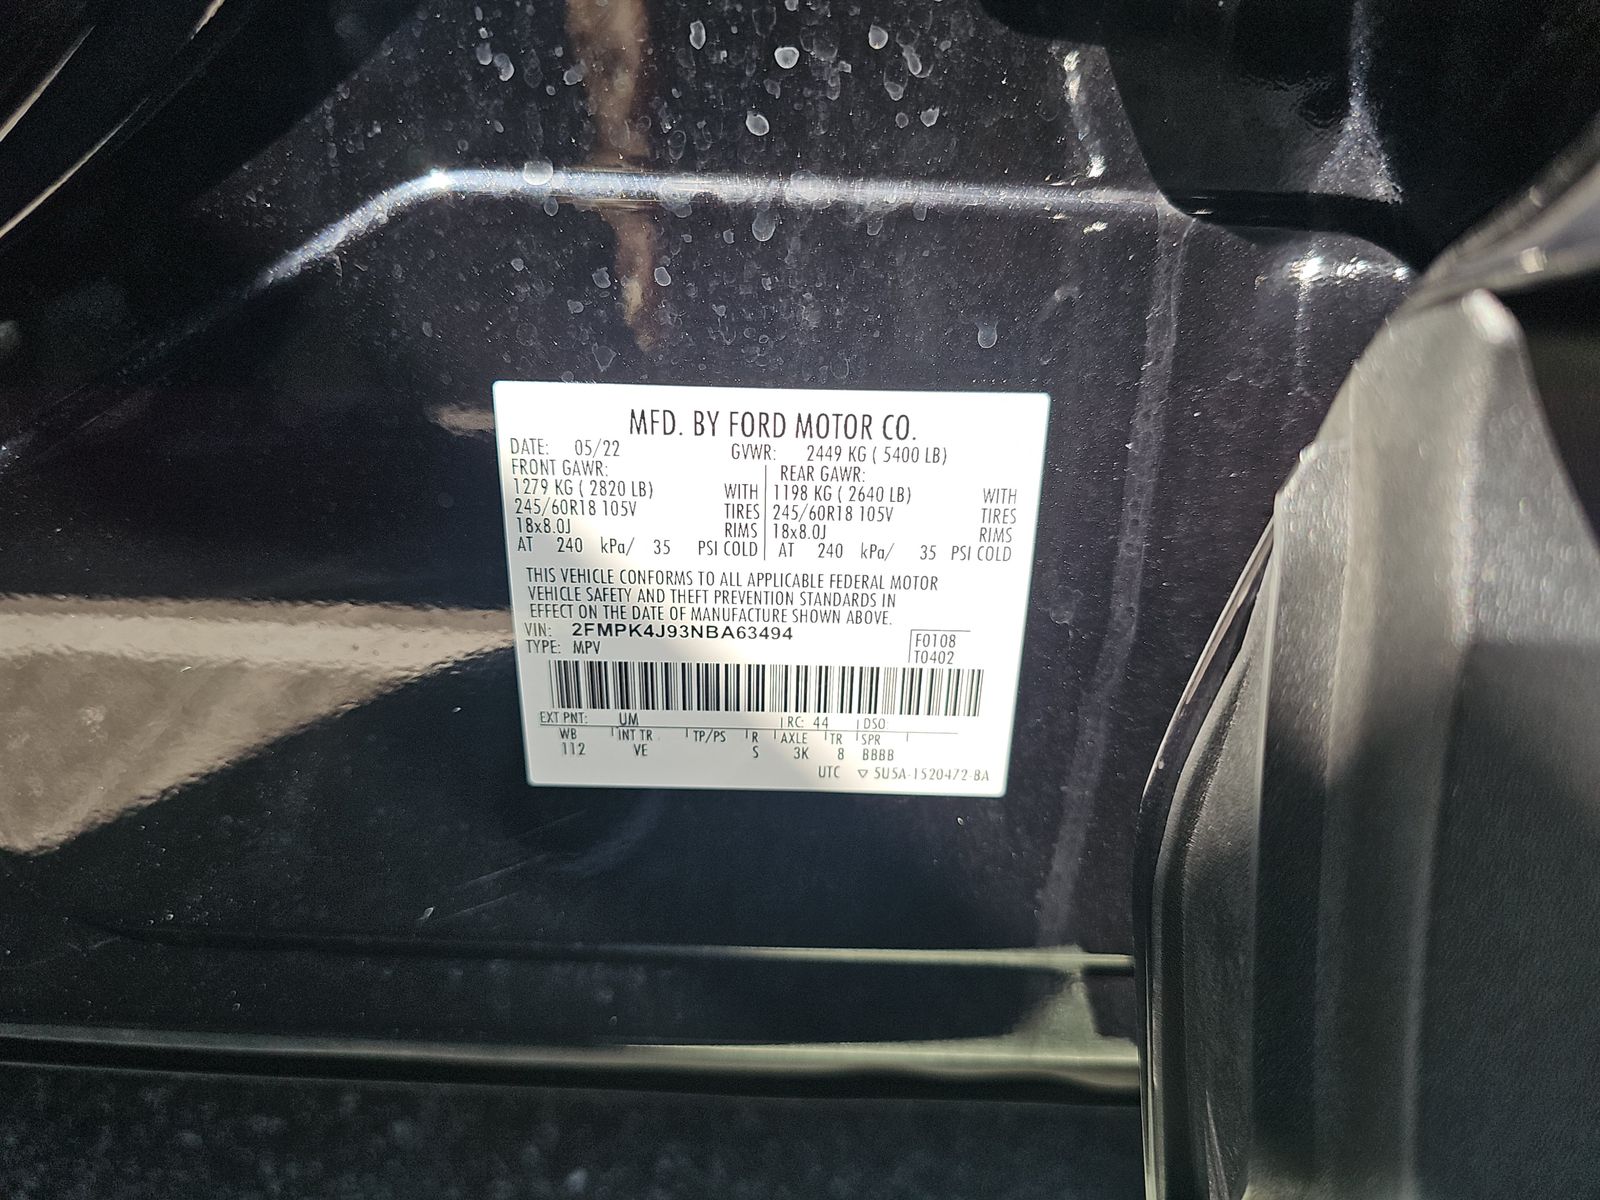 MFD. BY FORD MOTOR CO.
DATE: 05/22 GVWR: 2449 KG ( 5400 LB)
FRONT GAWR: REAR GAWR:
1279 KG ( 2820 LB) WITH 1198 KG ( 2640 LB) WITH
245/60R18 105V TIRES 245/60R18 105V TIRES
18x8.0J RIMS 18x8.0J RIMS
AT 240 kPa/ 35 PSI COLD AT 240 kPa/ 35 PSI COLD
THIS VEHICLE CONFORMS TO ALL APPLICABLE FEDERAL MOTOR
VEHICLE SAFETY AND THEFT PREVENTION STANDARDS IN
EFFECT ON THE DATE OF MANUFACTURE SHOWN ABOVE.
VIN: 2FMPK4J93NBA63494 F0108
TYPE: MPV T0402
EXT PNT: UM RC: 44 DSO:
WB INT TR TP/PS R AXLE TR SPR
112 VE S 3K 8 BBBB
UTC ▽ 5U5A-1520472-BA